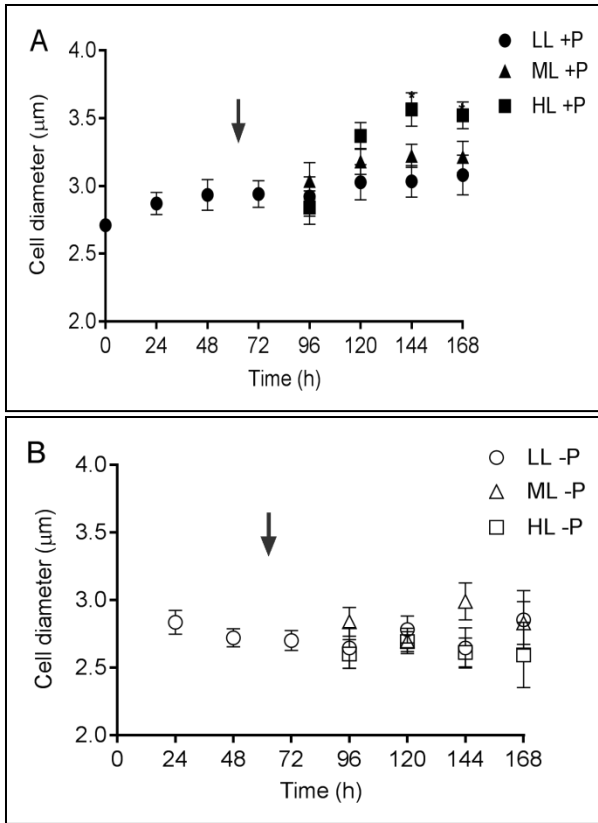 A
LL +P
ML +P
HL +P
Cell diameter (µm)
4.0
3.5
3.0
2.5
2.0
0 24 48 72 96 120 144 168
Time (h)
B
LL -P
ML -P
HL -P
Cell diameter (µm)
4.0
3.5
3.0
2.5
2.0
0 24 48 72 96 120 144 168
Time (h)